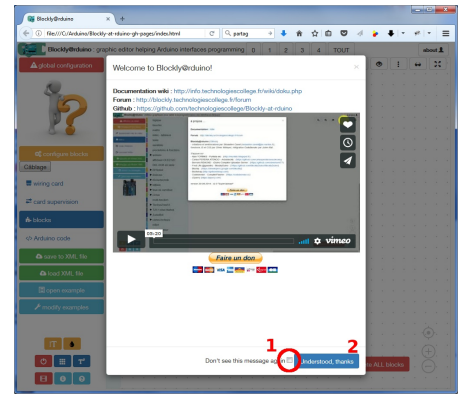 Blockly@rduino
file:///C:/Arduino/Blockly-at-rduino-gh-pages/index.html
partag
Blockly@rduino : graphic editor helping Arduino interfaces programming 0 1 2 3 4 TOUT
about
global configuration
Welcome to Blockly@rduino!
Documentation wiki : http://info.technologiescollege.fr/wiki/doku.php
Forum : http://blockly.technologiescollege.fr/forum
Github : https://github.com/technologiescollege/Blockly-at-rduino
configure blocks
Câblage
wiring card
card supervision
blocks
Arduino code
save to XML file
load XML file
open example
modify examples
03:20
vimeo
Faire un don
VISA
1
2
Don't see this message again
Understood, thanks
ALL blocks